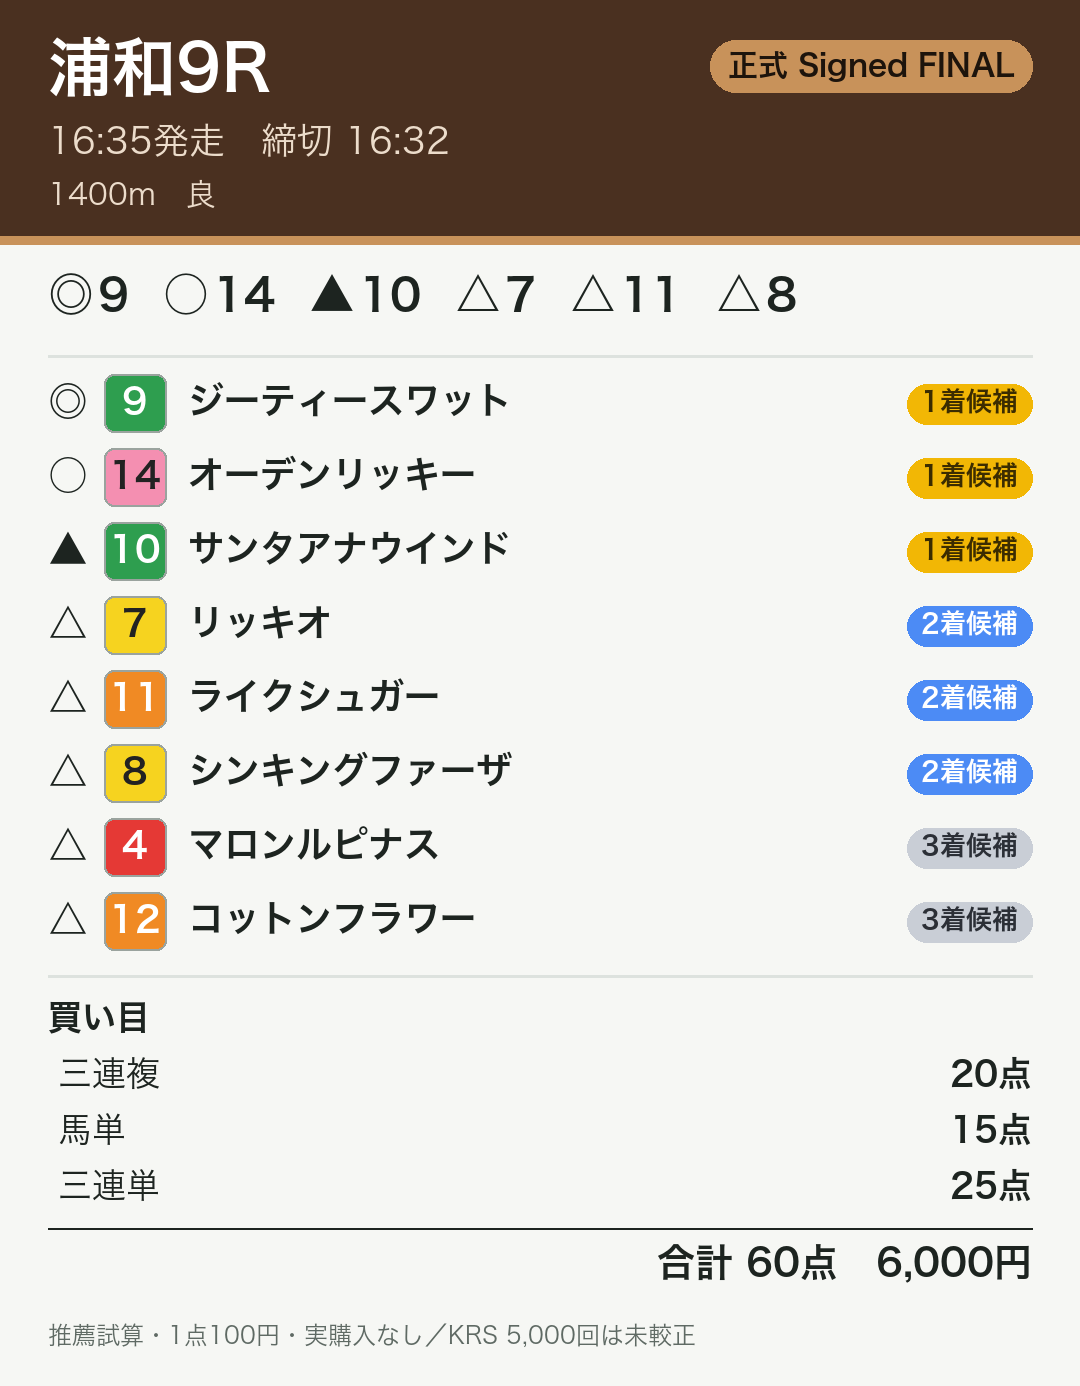 浦和9R
正式 Signed FINAL
16:35発走　締切 16:32
1400m　良
◎9 ○14 ▲10 △7 △11 △8
◎ 9 ジーティースワット 1着候補
○ 14 オーデンリッキー 1着候補
▲ 10 サンタアナウインド 1着候補
△ 7 リッキオ 2着候補
△ 11 ライクシュガー 2着候補
△ 8 シンキングファーザ 2着候補
△ 4 マロンルピナス 3着候補
△ 12 コットンフラワー 3着候補
買い目
三連複 20点
馬単 15点
三連単 25点
合計 60点　6,000円
推薦試算・1点100円・実購入なし／KRS 5,000回は未較正